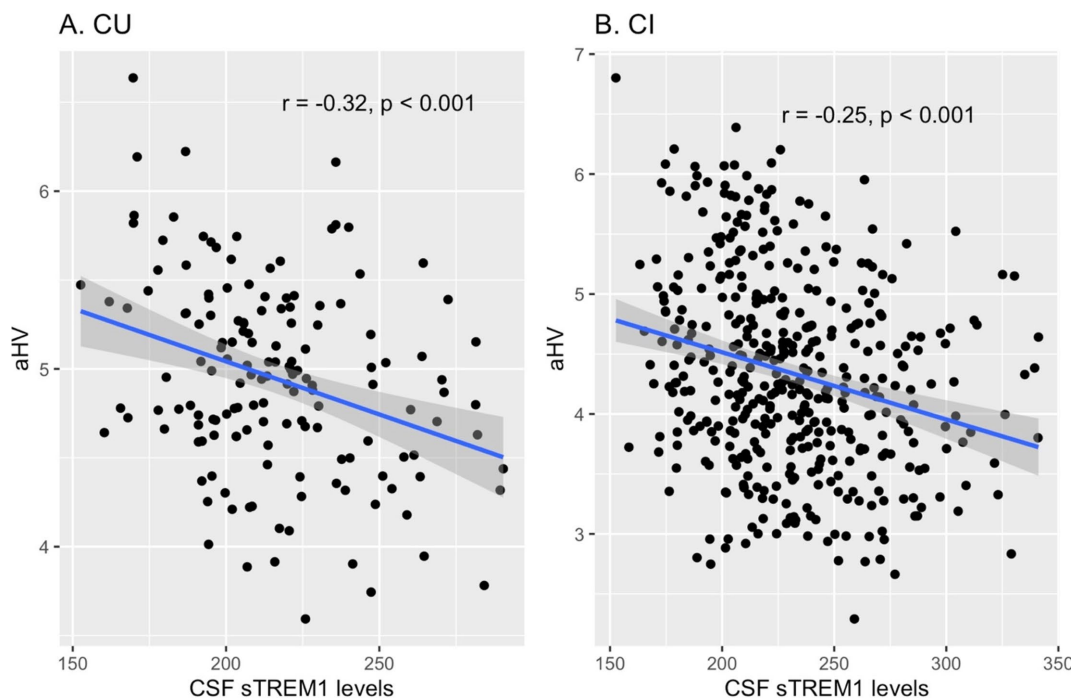 A. CU
r = -0.32, p < 0.001
6
5
4
aHV
150
200
250
CSF sTREM1 levels
B. CI
r = -0.25, p < 0.001
7
6
5
4
3
aHV
150
200
250
300
350
CSF sTREM1 levels